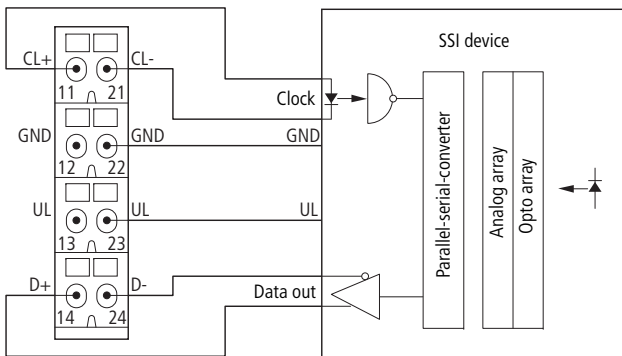 SSI device
CL+ CL-
11 21
Clock
GND GND GND
12 22
UL UL UL
13 23
D+ D-
14 24
Data out
Parallel-serial-converter
Analog array
Opto array